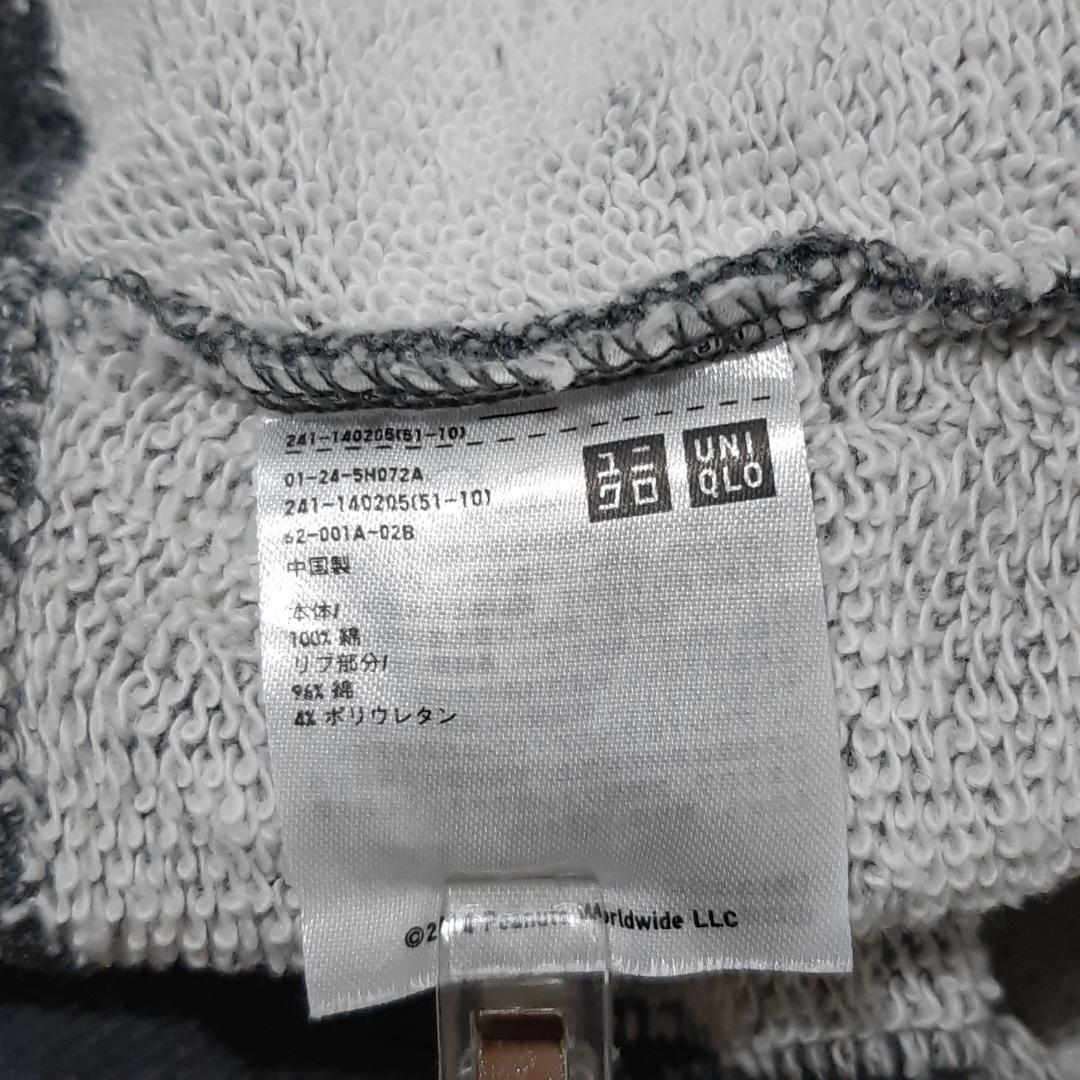 241-140205(51-10)
01-24-5H072A
241-140205(51-10)
62-001A-02B
中国製
本体/
100% 綿
リブ部分/
96% 綿
4% ポリウレタン
ユニ
クロ
UNI
QLO
Peanuts Worldwide LLC